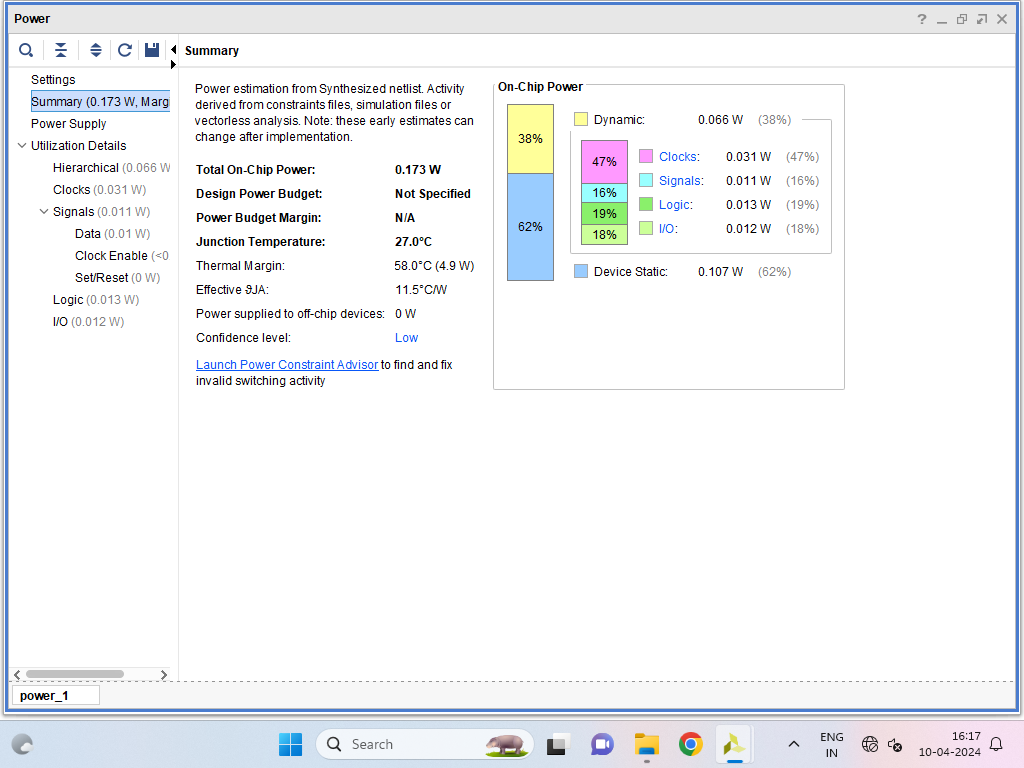 Power
Summary
Settings
Summary (0.173 W, Marg
Power Supply
Utilization Details
Hierarchical (0.066 W
Clocks (0.031 W)
Signals (0.011 W)
Data (0.01 W)
Clock Enable (<0
Set/Reset (0 W)
Logic (0.013 W)
I/O (0.012 W)
Power estimation from Synthesized netlist. Activity
derived from constraints files, simulation files or
vectorless analysis. Note: these early estimates can
change after implementation.
Total On-Chip Power: 0.173 W
Design Power Budget: Not Specified
Power Budget Margin: N/A
Junction Temperature: 27.0°C
Thermal Margin: 58.0°C (4.9 W)
Effective ϑJA: 11.5°C/W
Power supplied to off-chip devices: 0 W
Confidence level: Low
Launch Power Constraint Advisor to find and fix
invalid switching activity
On-Chip Power
38%
62%
Dynamic: 0.066 W (38%)
47%
16%
19%
18%
Clocks: 0.031 W (47%)
Signals: 0.011 W (16%)
Logic: 0.013 W (19%)
I/O: 0.012 W (18%)
Device Static: 0.107 W (62%)
power_1
Search
ENG
IN
16:17
10-04-2024